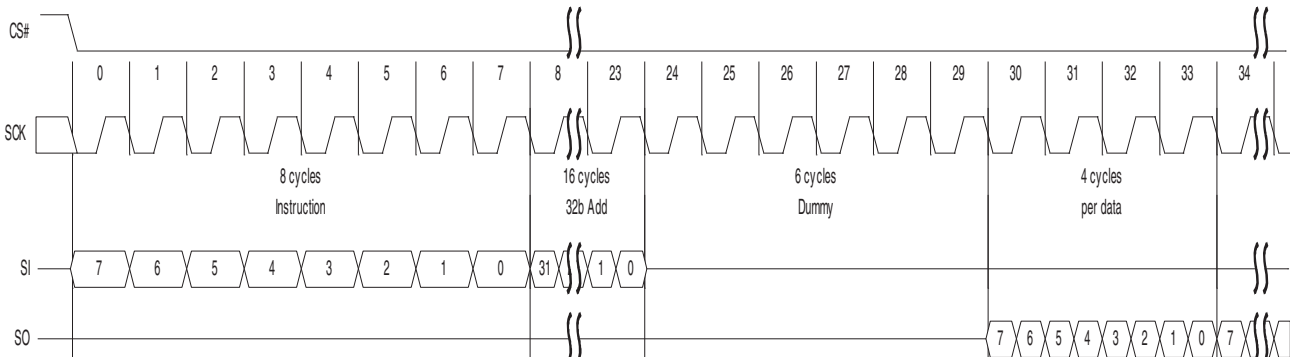 CS#
0 1 2 3 4 5 6 7 8 23 24 25 26 27 28 29 30 31 32 33 34
SCK
8 cycles 16 cycles 6 cycles 4 cycles
Instruction 32b Add Dummy per data
SI 7 6 5 4 3 2 1 0 31 1 0
SO 7 6 5 4 3 2 1 0 7